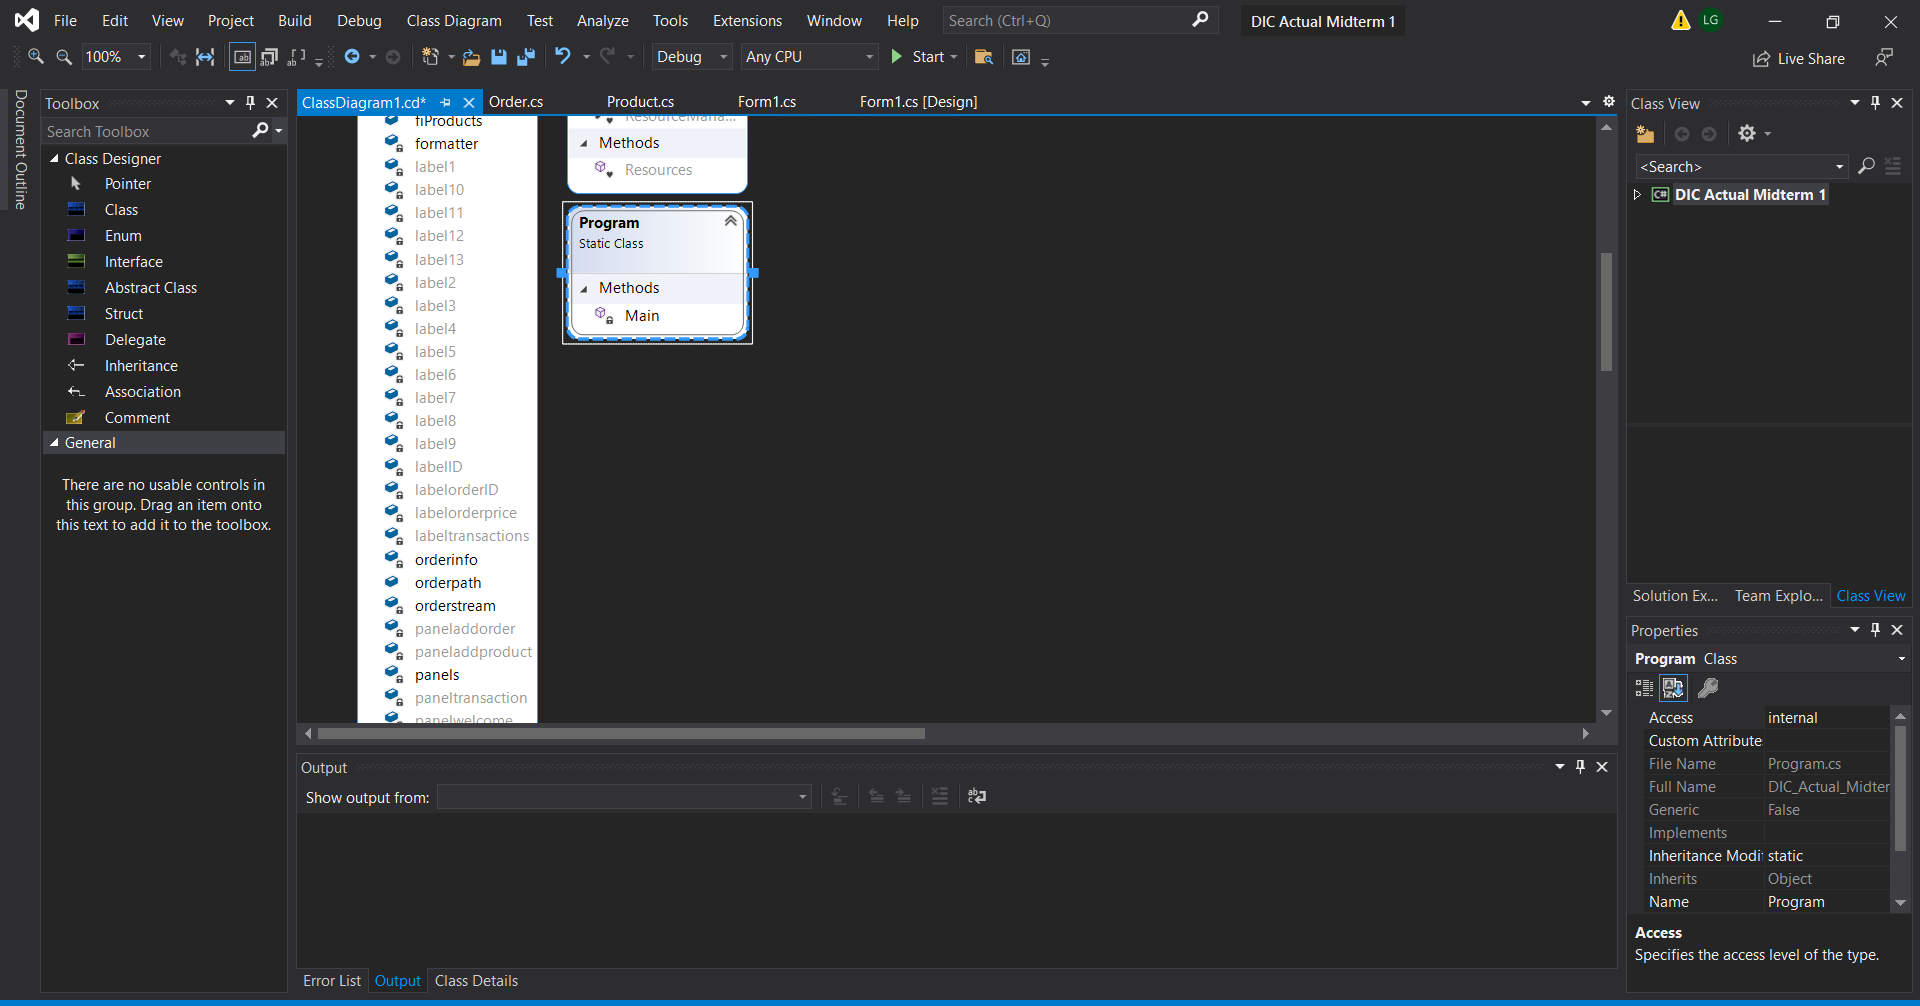 File Edit View Project Build Debug Class Diagram Test Analyze Tools Extensions Window Help Search (Ctrl+Q) DIC Actual Midterm 1 LG
100% Debug Any CPU Start Live Share
Document Outline
Toolbox
Search Toolbox
Class Designer
Pointer
Class
Enum
Interface
Abstract Class
Struct
Delegate
Inheritance
Association
Comment
General
There are no usable controls in
this group. Drag an item onto
this text to add it to the toolbox.
ClassDiagram1.cd* Order.cs Product.cs Form1.cs Form1.cs [Design]
fiProducts
formatter
label1
label10
label11
label12
label13
label2
label3
label4
label5
label6
label7
label8
label9
labelID
labelorderID
labelorderprice
labeltransactions
orderinfo
orderpath
orderstream
paneladdorder
paneladdproduct
panels
paneltransaction
panelwelcome
ResourceMana...
Methods
Resources
Program
Static Class
Methods
Main
Output
Show output from:
Error List Output Class Details
Class View
<Search>
DIC Actual Midterm 1
Solution Ex... Team Explo... Class View
Properties
Program Class
Access internal
Custom Attribute
File Name Program.cs
Full Name DIC_Actual_Midter
Generic False
Implements
Inheritance Modi static
Inherits Object
Name Program
Access
Specifies the access level of the type.